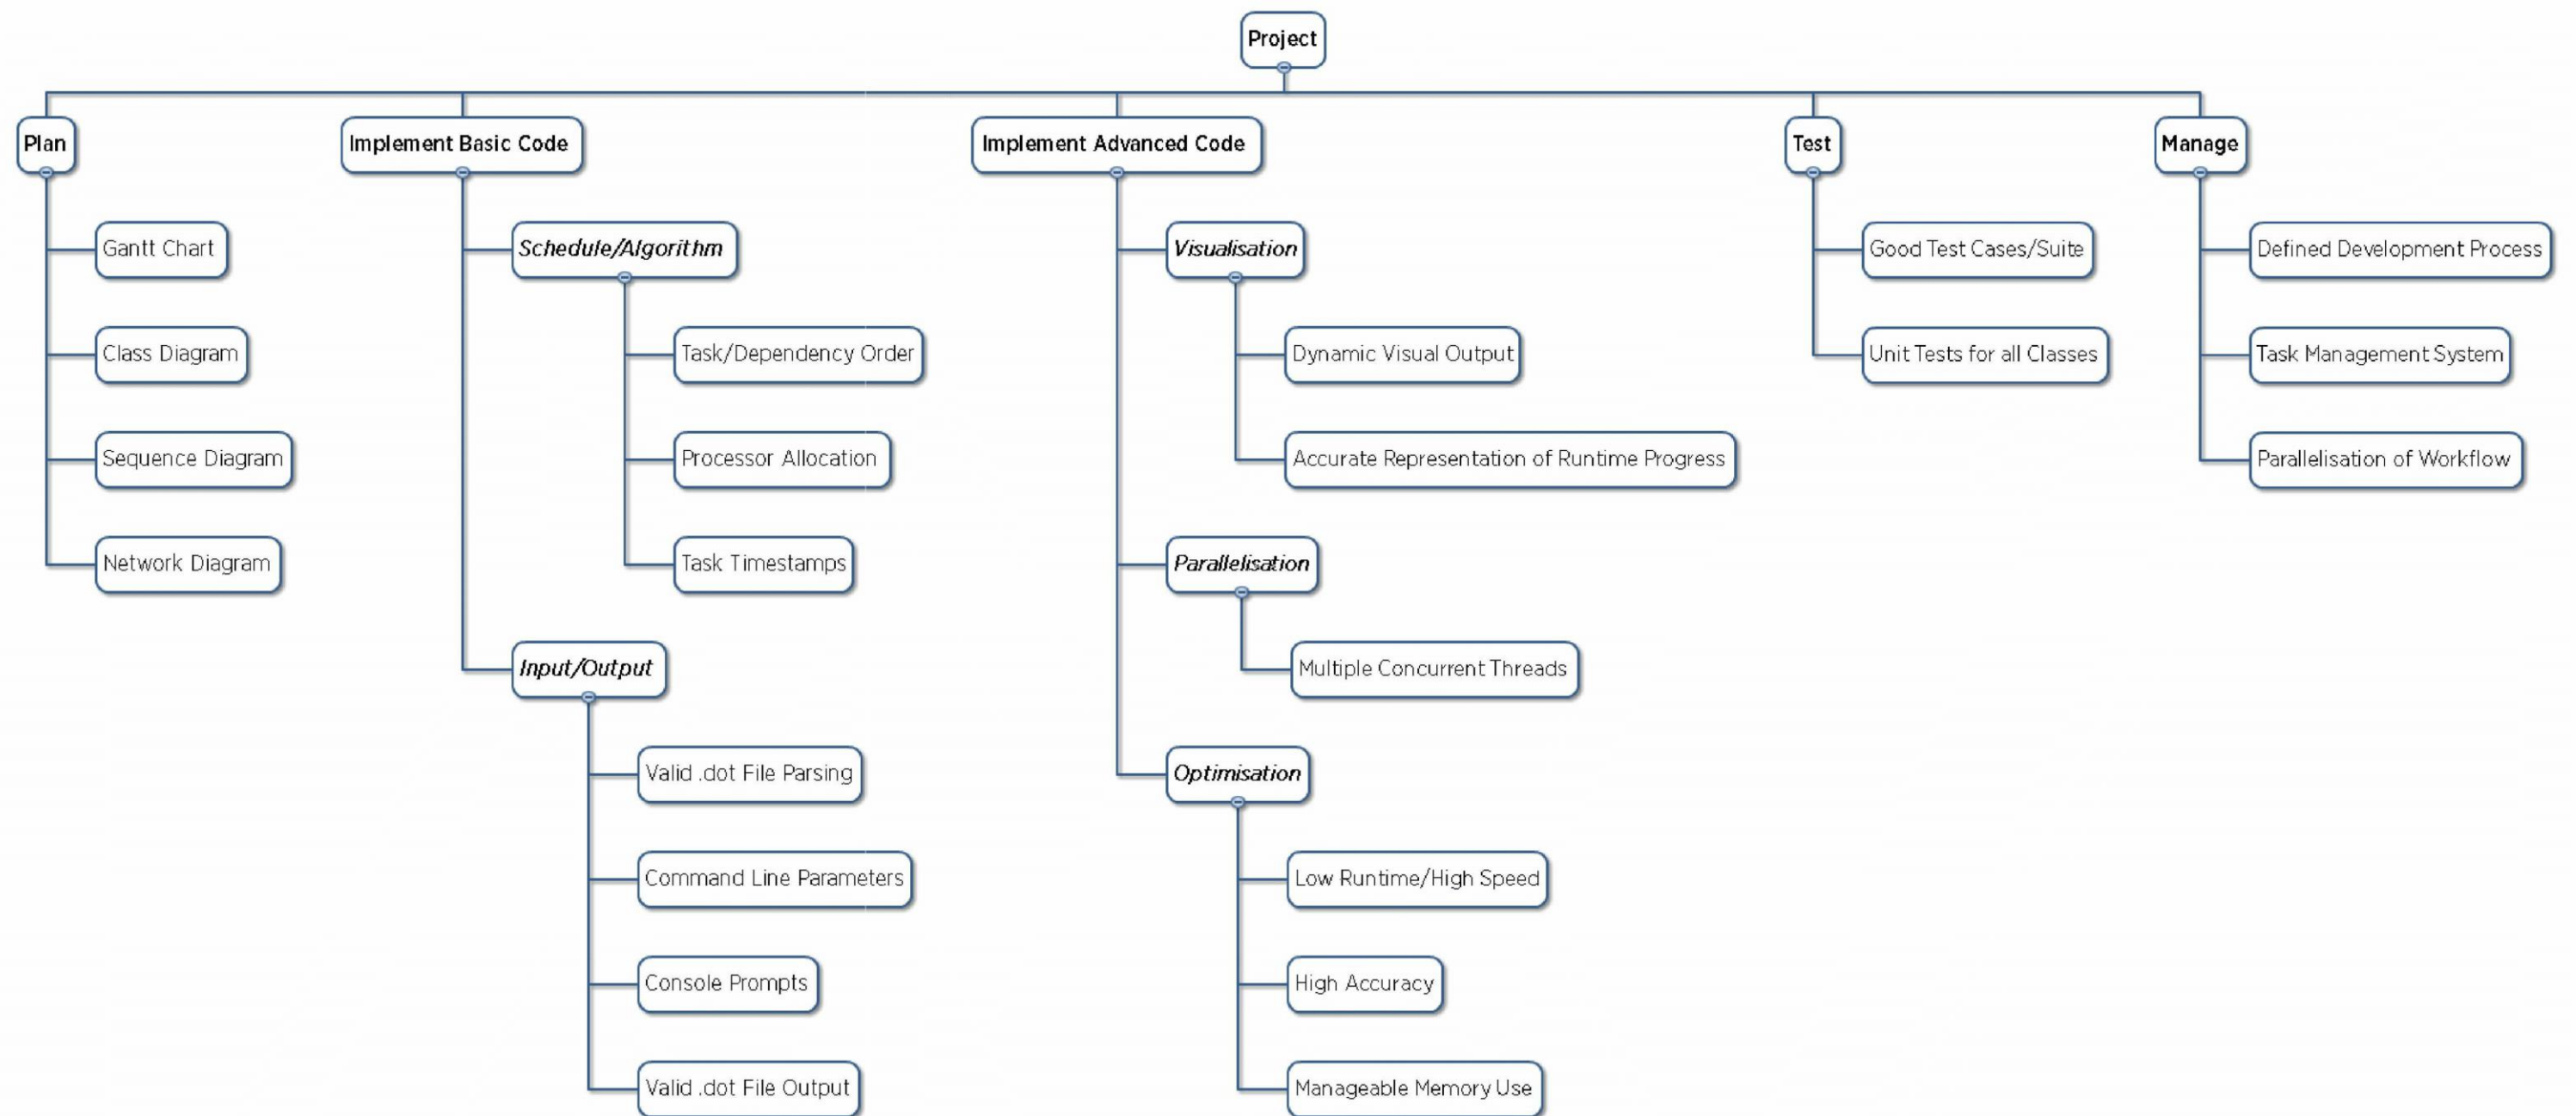 Project
Plan
Implement Basic Code
Implement Advanced Code
Test
Manage
Gantt Chart
Class Diagram
Sequence Diagram
Network Diagram
Schedule/Algorithm
Task/Dependency Order
Processor Allocation
Task Timestamps
Input/Output
Valid .dot File Parsing
Command Line Parameters
Console Prompts
Valid .dot File Output
Visualisation
Dynamic Visual Output
Accurate Representation of Runtime Progress
Parallelisation
Multiple Concurrent Threads
Optimisation
Low Runtime/High Speed
High Accuracy
Manageable Memory Use
Good Test Cases/Suite
Unit Tests for all Classes
Defined Development Process
Task Management System
Parallelisation of Workflow